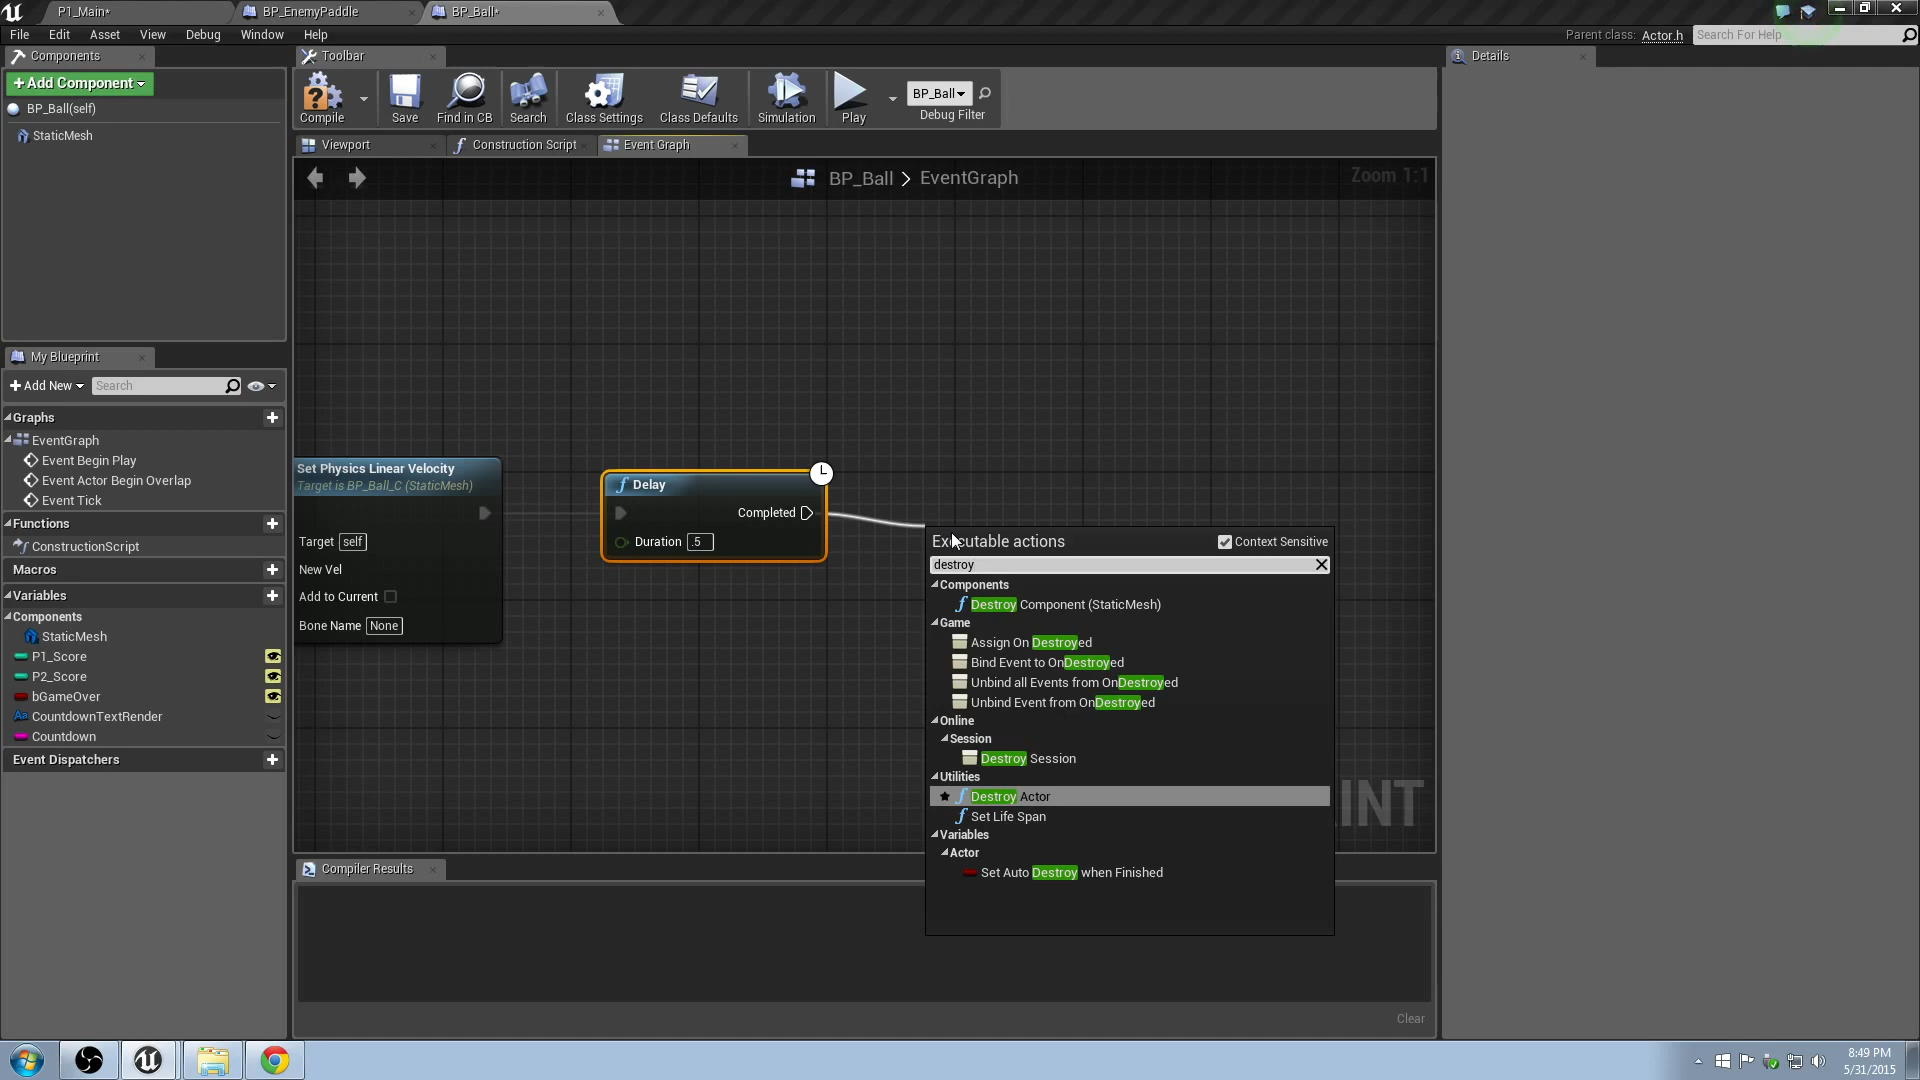 P1_Main*
BP_EnemyPaddle
BP_Ball*
File Edit Asset View Debug Window Help
Parent class: Actor.h
Search For Help
Components
Toolbar
Details
+Add Component
BP_Ball(self)
StaticMesh
Compile
Save
Find in CB
Search
Class Settings
Class Defaults
Simulation
Play
BP_Ball
Debug Filter
Viewport
Construction Script
Event Graph
BP_Ball > EventGraph
Zoom 1:1
My Blueprint
+Add New
Search
Graphs
EventGraph
Event Begin Play
Event Actor Begin Overlap
Event Tick
Functions
ConstructionScript
Macros
Variables
Components
StaticMesh
P1_Score
P2_Score
bGameOver
CountdownTextRender
Countdown
Event Dispatchers
Set Physics Linear Velocity
Target is BP_Ball_C (StaticMesh)
Target self
New Vel
Add to Current
Bone Name None
Delay
Completed
Duration .5
Executable actions
Context Sensitive
destroy
Components
Destroy Component (StaticMesh)
Game
Assign On Destroyed
Bind Event to OnDestroyed
Unbind all Events from OnDestroyed
Unbind Event from OnDestroyed
Online
Session
Destroy Session
Utilities
Destroy Actor
Set Life Span
Variables
Actor
Set Auto Destroy when Finished
INT
Compiler Results
Clear
8:49 PM
5/31/2015